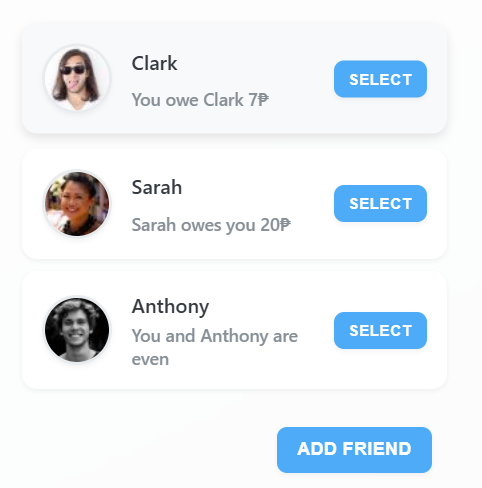 Clark
You owe Clark 7₱
SELECT
Sarah
Sarah owes you 20₱
SELECT
Anthony
You and Anthony are
even
SELECT
ADD FRIEND